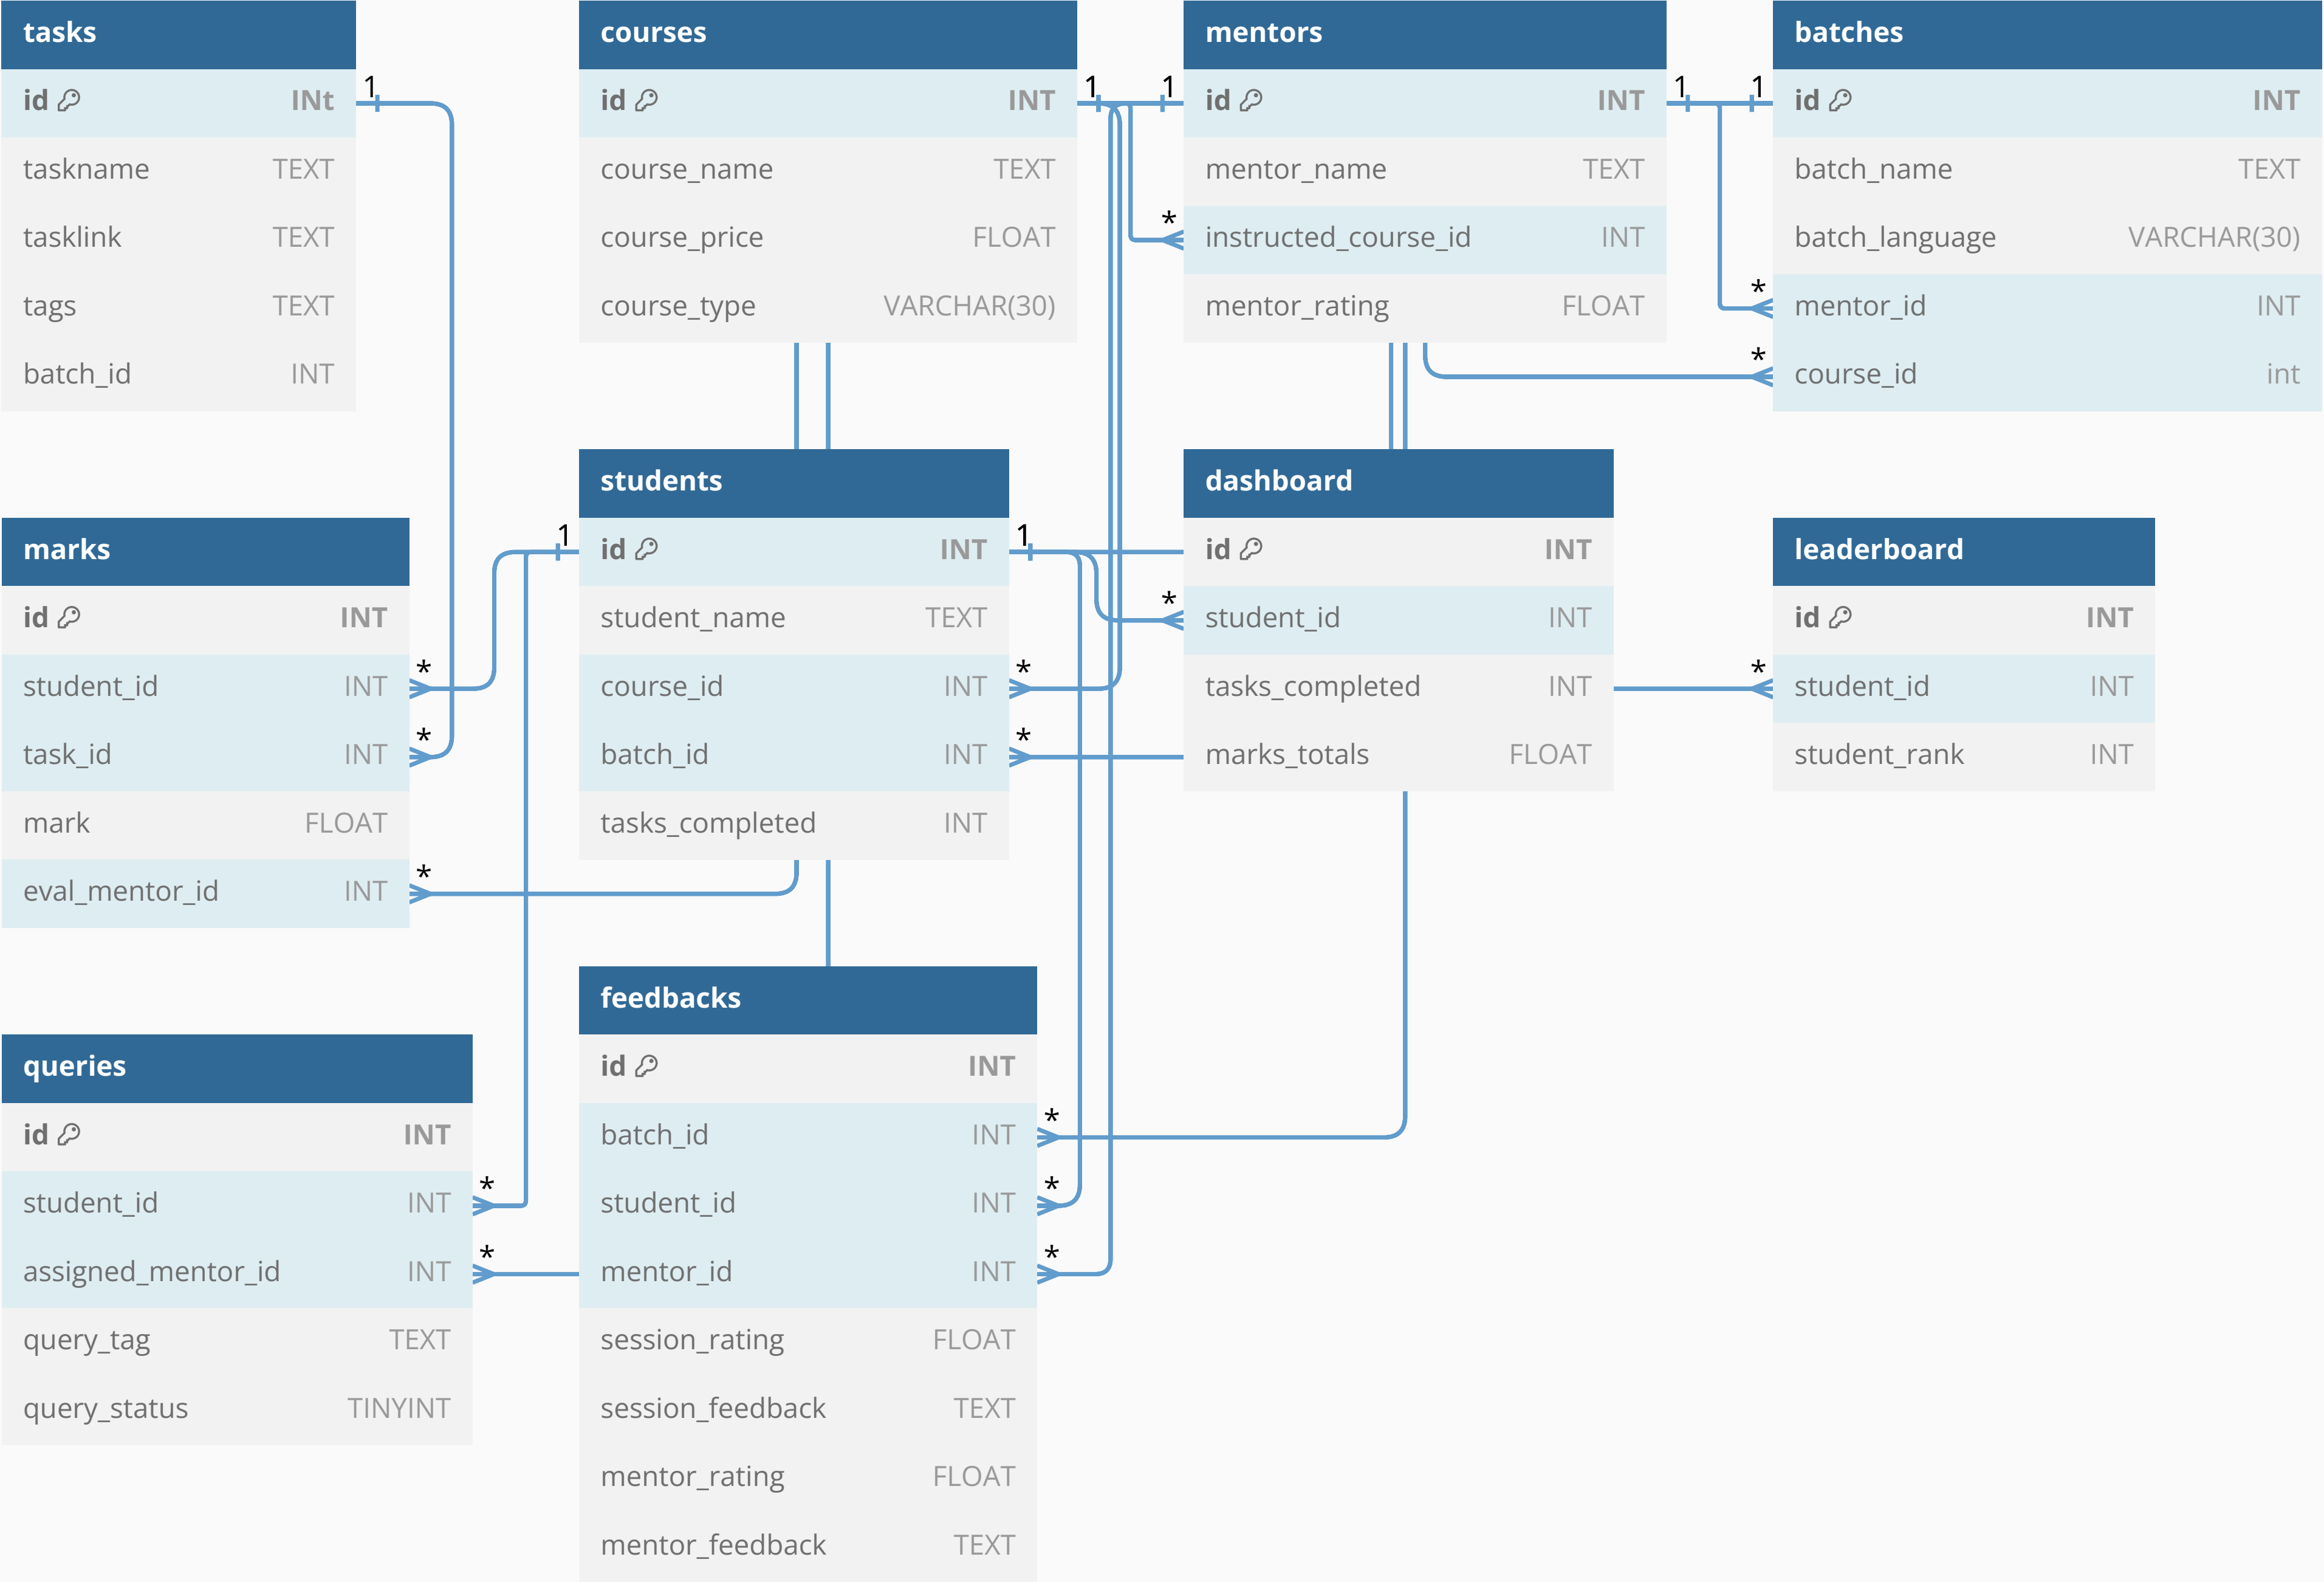 tasks
id INt
taskname TEXT
tasklink TEXT
tags TEXT
batch_id INT
1
courses
id INT
course_name TEXT
course_price FLOAT
course_type VARCHAR(30)
1
1
*
mentors
id INT
mentor_name TEXT
instructed_course_id INT
mentor_rating FLOAT
1
1
*
*
batches
id INT
batch_name TEXT
batch_language VARCHAR(30)
mentor_id INT
course_id int
marks
id INT
student_id INT
task_id INT
mark FLOAT
eval_mentor_id INT
*
*
*
1
students
id INT
student_name TEXT
course_id INT
batch_id INT
tasks_completed INT
1
*
*
*
dashboard
id INT
student_id INT
tasks_completed INT
marks_totals FLOAT
*
leaderboard
id INT
student_id INT
student_rank INT
queries
id INT
student_id INT
assigned_mentor_id INT
query_tag TEXT
query_status TINYINT
*
*
feedbacks
id INT
batch_id INT
student_id INT
mentor_id INT
session_rating FLOAT
session_feedback TEXT
mentor_rating FLOAT
mentor_feedback TEXT
*
*
*